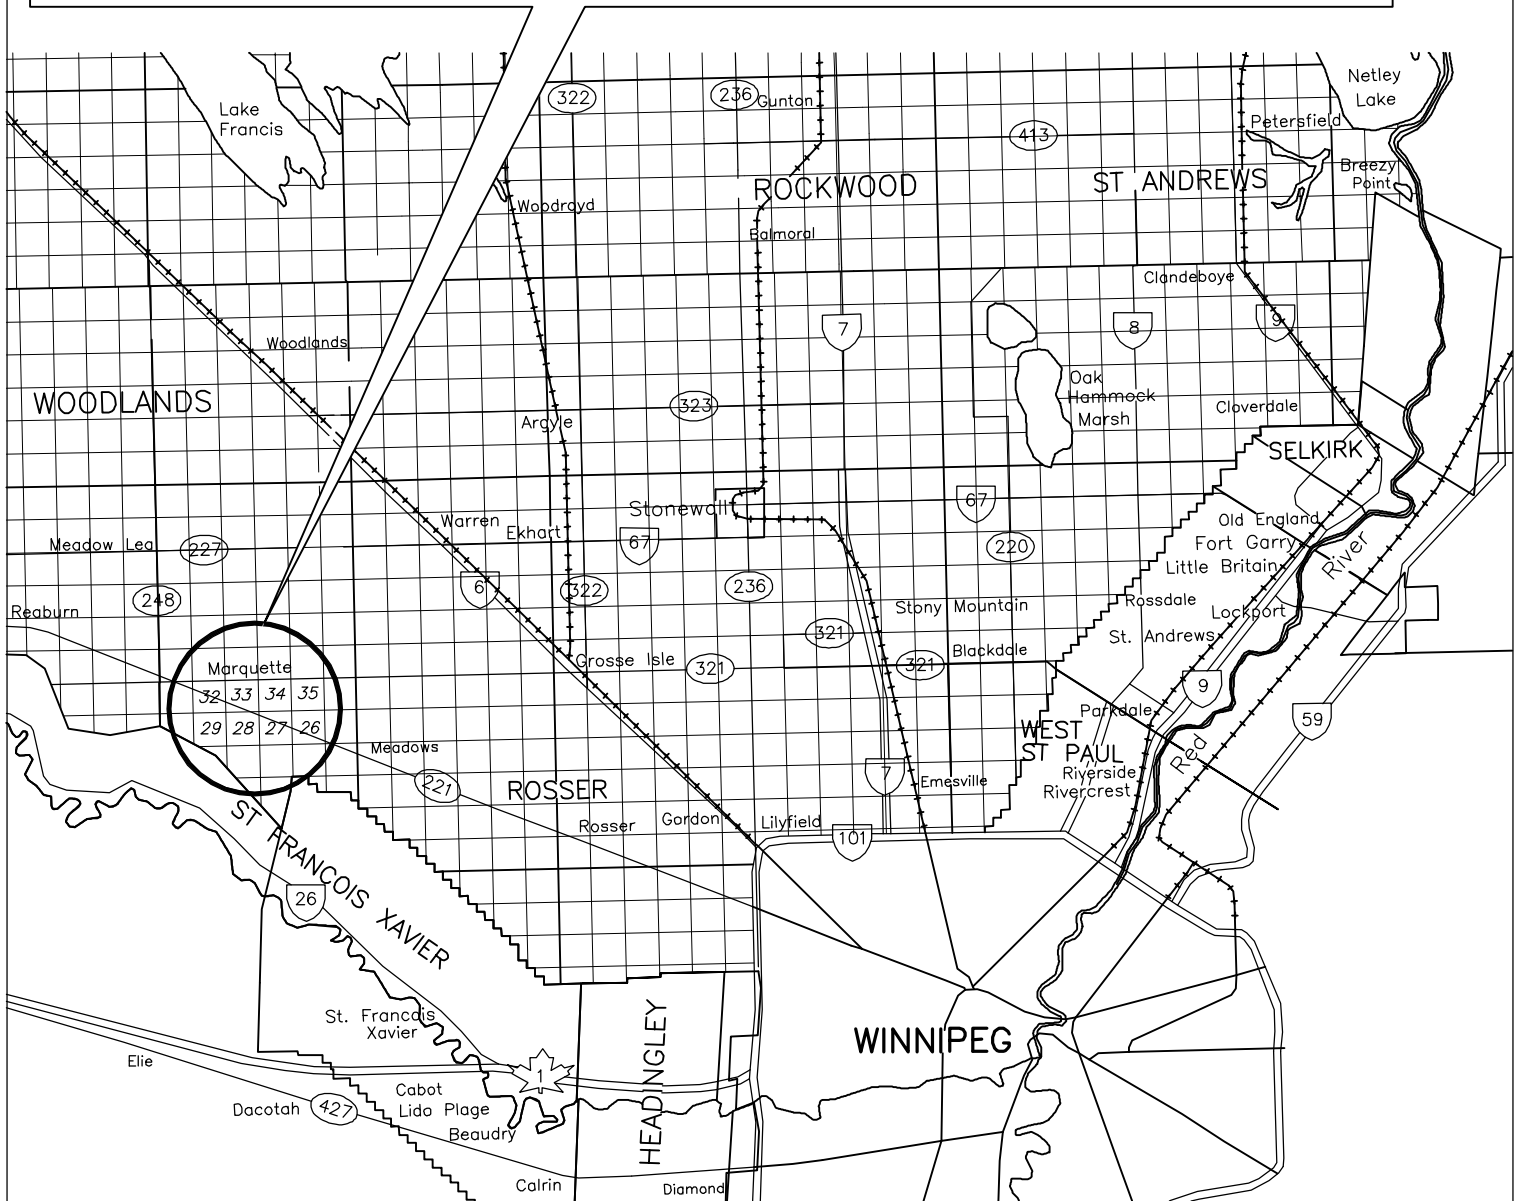 Lake
Francis
322
236
Gunton
413
Netley
Lake
Petersfield
Breezy
Point
ROCKWOOD
ST ANDREWS
Woodroyd
Balmoral
Clandeboye
7
8
9
Woodlands
WOODLANDS
Oak
Hammock
Marsh
323
Argyle
Cloverdale
SELKIRK
Stonewall
67
Warren
Ekhart
67
Old England
Fort Garry
Little Britain
River
Meadow Lea
227
220
6
322
236
248
Reaburn
Stony Mountain
Rossdale
Lockport
St. Andrews
321
Blackdale
Grosse Isle
321
321
Marquette
32 33 34 35
29 28 27 26
9
Parkdale
59
WEST
ST PAUL
Red
Meadows
221
ROSSER
7
Emesville
Riverside
Rivercrest
Rosser
Gordon
Lilyfield
101
ST FRANCOIS XAVIER
26
St. Francois
Xavier
HEADINGLEY
WINNIPEG
Elie
1
Cabot
Lido Plage
Dacotah
427
Beaudry
Calrin
Diamond